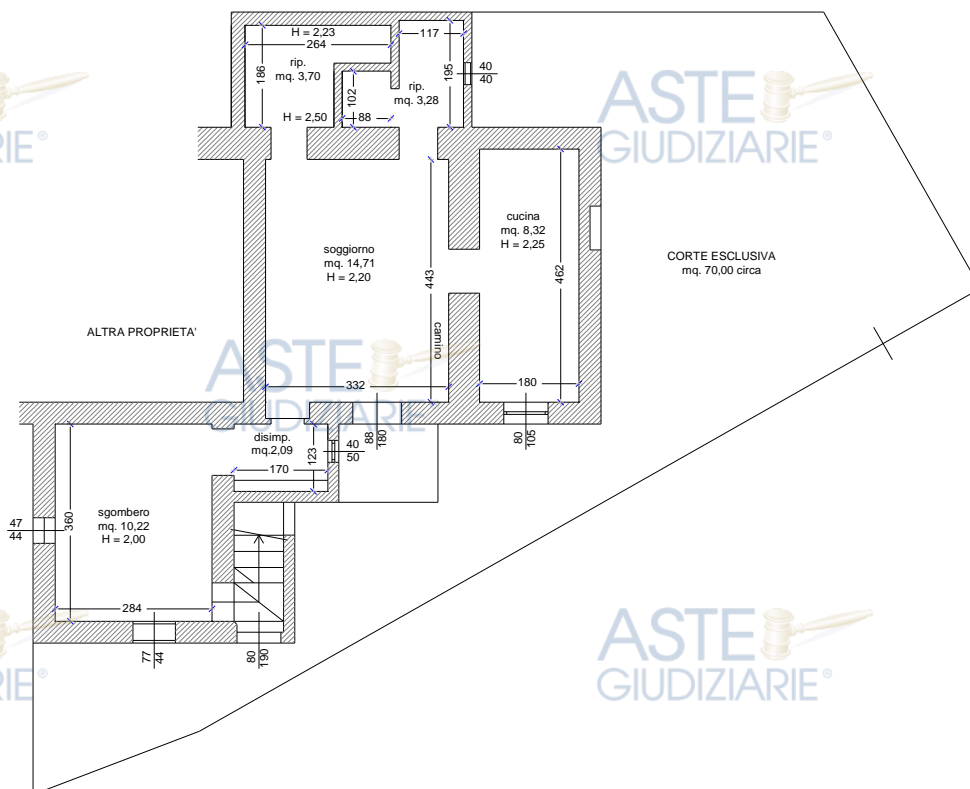 H = 2,23
264
117
rip.
mq. 3,70
186
rip.
mq. 3,28
195
40
40
102
88
H = 2,50
ASTE
GIUDIZIARIE®
cucina
mq. 8,32
H = 2,25
soggiorno
mq. 14,71
H = 2,20
443
462
CORTE ESCLUSIVA
mq. 70,00 circa
ALTRA PROPRIETA'
camino
ASTE
GIUDIZIARIE
332
180
88
180
80
105
disimp.
mq.2,09
123
40
50
170
sgombero
mq. 10,22
H = 2,00
360
47
44
284
77
44
80
190
ASTE
GIUDIZIARIE®
RIE®
RIE®